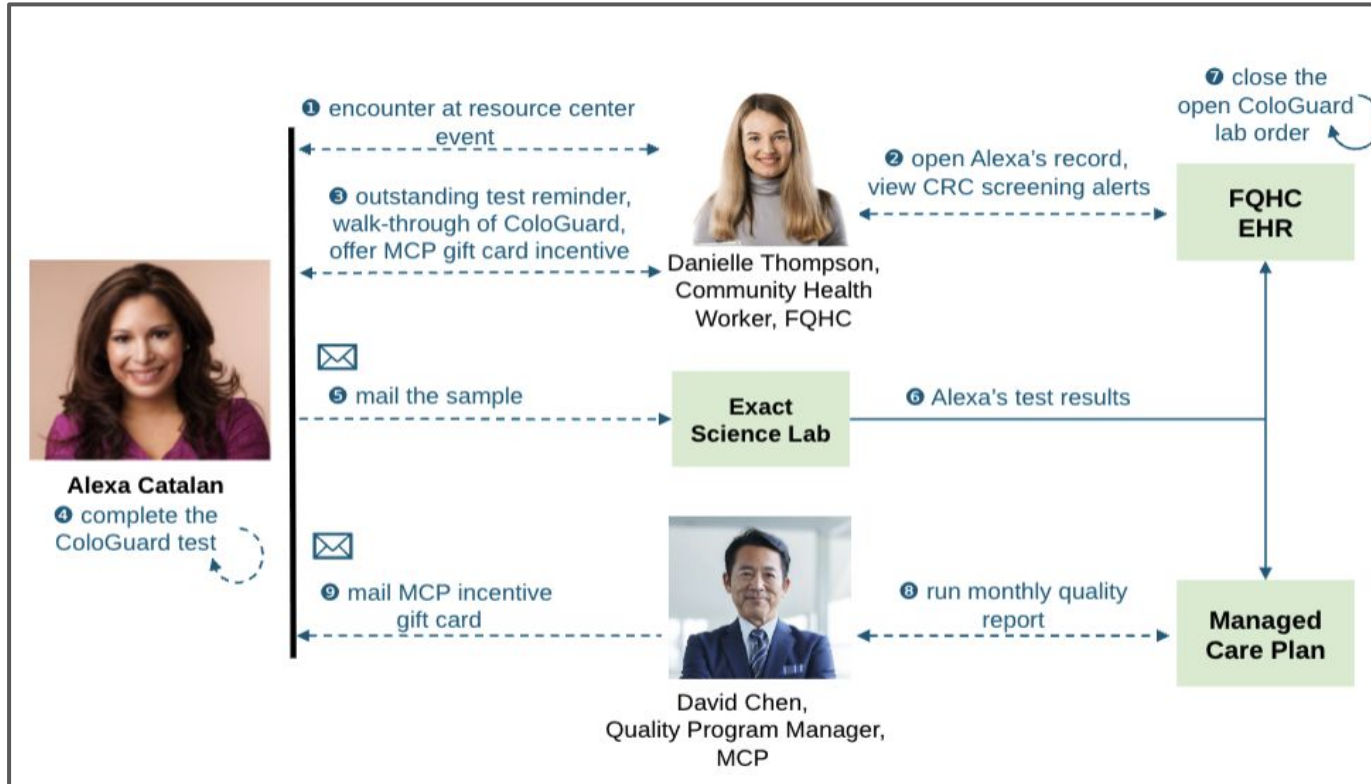 ❶ encounter at resource center
event
❷ open Alexa's record,
view CRC screening alerts
❼ close the
open ColoGuard
lab order
FQHC
EHR
❸ outstanding test reminder,
walk-through of ColoGuard,
offer MCP gift card incentive
Danielle Thompson,
Community Health
Worker, FQHC
Alexa Catalan
❹ complete the
ColoGuard test
❺ mail the sample
Exact
Science Lab
❻ Alexa's test results
❾ mail MCP incentive
gift card
David Chen,
Quality Program Manager,
MCP
❽ run monthly quality
report
Managed
Care Plan